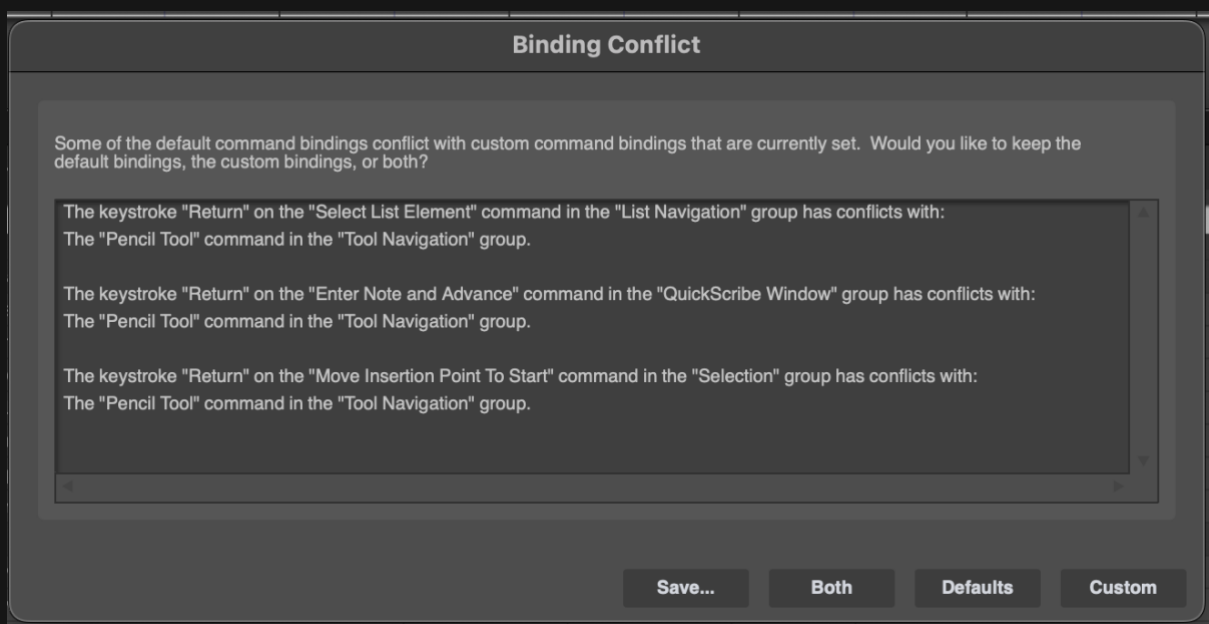 Binding Conflict
Some of the default command bindings conflict with custom command bindings that are currently set.  Would you like to keep the
default bindings, the custom bindings, or both?
The keystroke "Return" on the "Select List Element" command in the "List Navigation" group has conflicts with:
The "Pencil Tool" command in the "Tool Navigation" group.
The keystroke "Return" on the "Enter Note and Advance" command in the "QuickScribe Window" group has conflicts with:
The "Pencil Tool" command in the "Tool Navigation" group.
The keystroke "Return" on the "Move Insertion Point To Start" command in the "Selection" group has conflicts with:
The "Pencil Tool" command in the "Tool Navigation" group.
Save... Both Defaults Custom